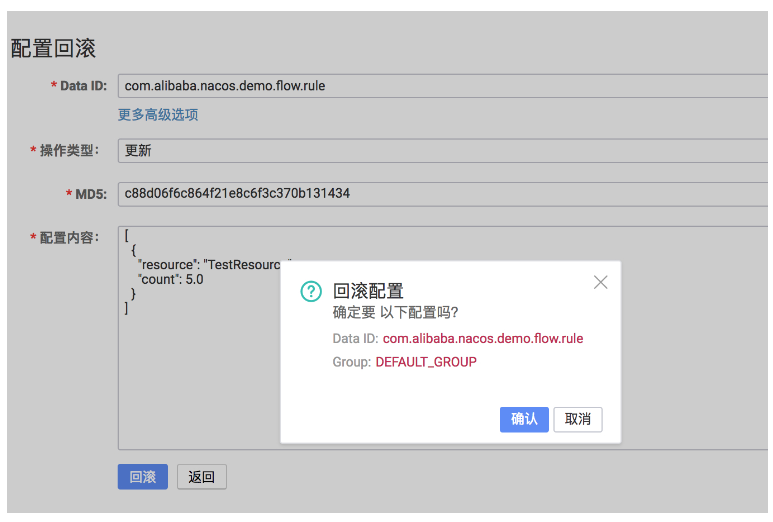 配置回滚
* Data ID: com.alibaba.nacos.demo.flow.rule
更多高级选项
* 操作类型: 更新
* MD5: c88d06f6c864f21e8c6f3c370b131434
* 配置内容: [
{
"resource": "TestResource"
"count": 5.0
}
]
回滚配置
确定要 以下配置吗?
Data ID: com.alibaba.nacos.demo.flow.rule
Group: DEFAULT_GROUP
确认 取消
回滚 返回